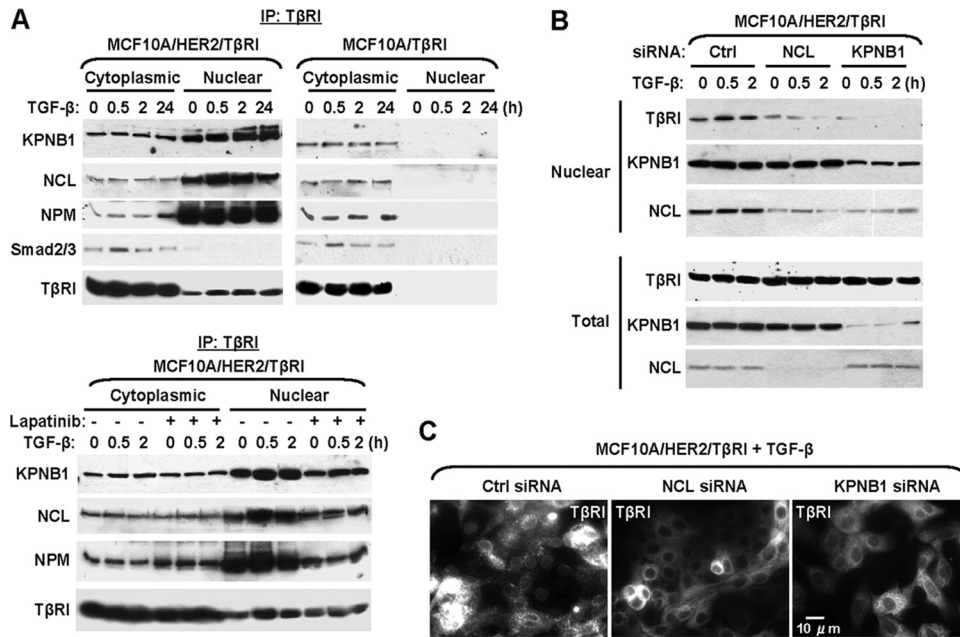 A
IP: TβRI
MCF10A/HER2/TβRI MCF10A/TβRI
Cytoplasmic Nuclear Cytoplasmic Nuclear
TGF-β: 0 0.5 2 24 0 0.5 2 24 0 0.5 2 24 0 0.5 2 24 (h)
KPNB1
NCL
NPM
Smad2/3
TβRI
IP: TβRI
MCF10A/HER2/TβRI
Cytoplasmic Nuclear
Lapatinib: - - - + + + - - - + + +
TGF-β: 0 0.5 2 0 0.5 2 0 0.5 2 0 0.5 2 (h)
KPNB1
NCL
NPM
TβRI
B
MCF10A/HER2/TβRI
siRNA: Ctrl NCL KPNB1
TGF-β: 0 0.5 2 0 0.5 2 0 0.5 2 (h)
Nuclear
TβRI
KPNB1
NCL
Total
TβRI
KPNB1
NCL
C
MCF10A/HER2/TβRI + TGF-β
Ctrl siRNA NCL siRNA KPNB1 siRNA
TβRI TβRI TβRI
10 μm